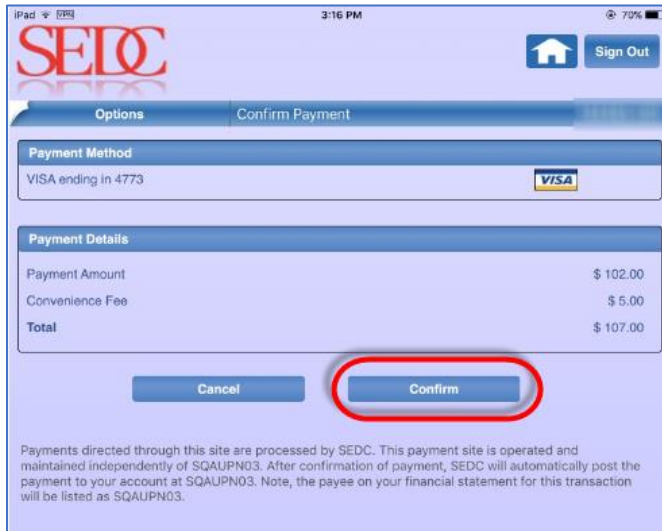 iPad VPN 3:16 PM 70%
SEDC
Sign Out
Options Confirm Payment
Payment Method
VISA ending in 4773 VISA
Payment Details
Payment Amount $ 102.00
Convenience Fee $ 5.00
Total $ 107.00
Cancel Confirm
Payments directed through this site are processed by SEDC. This payment site is operated and
maintained independently of SQAUPN03. After confirmation of payment, SEDC will automatically post the
payment to your account at SQAUPN03. Note, the payee on your financial statement for this transaction
will be listed as SQAUPN03.